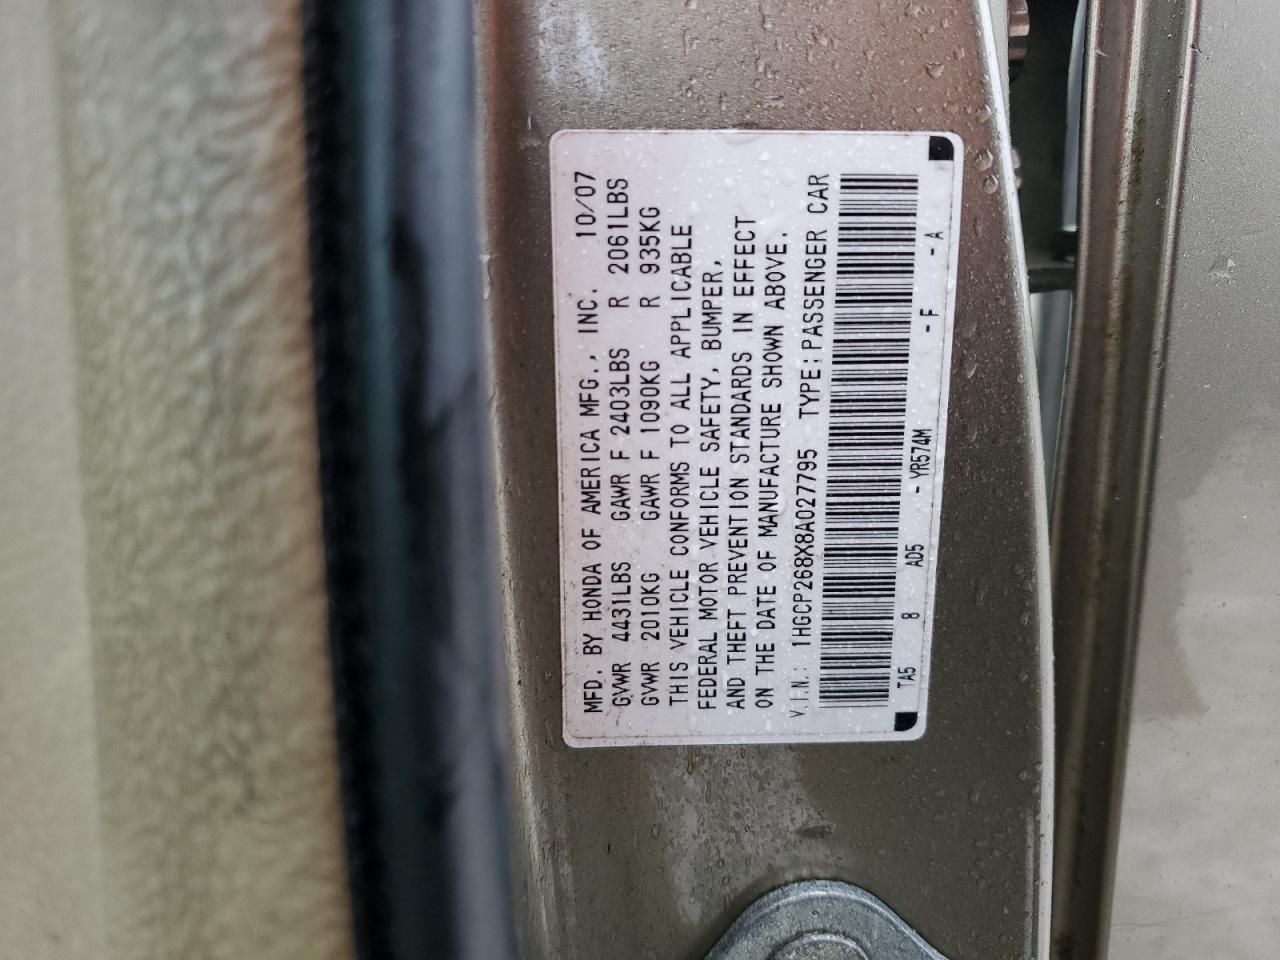 MFD. BY HONDA OF AMERICA MFG., INC. 10/07
GVWR 4431LBS GAWR F 2403LBS R 2061LBS
GVWR 2010KG GAWR F 1090KG R 935KG
THIS VEHICLE CONFORMS TO ALL APPLICABLE
FEDERAL MOTOR VEHICLE SAFETY, BUMPER,
AND THEFT PREVENTION STANDARDS IN EFFECT
ON THE DATE OF MANUFACTURE SHOWN ABOVE.
V.I.N.: 1HGCP268X8A027795 TYPE:PASSENGER CAR
TA5 8 AD5 - YR574M - F - A